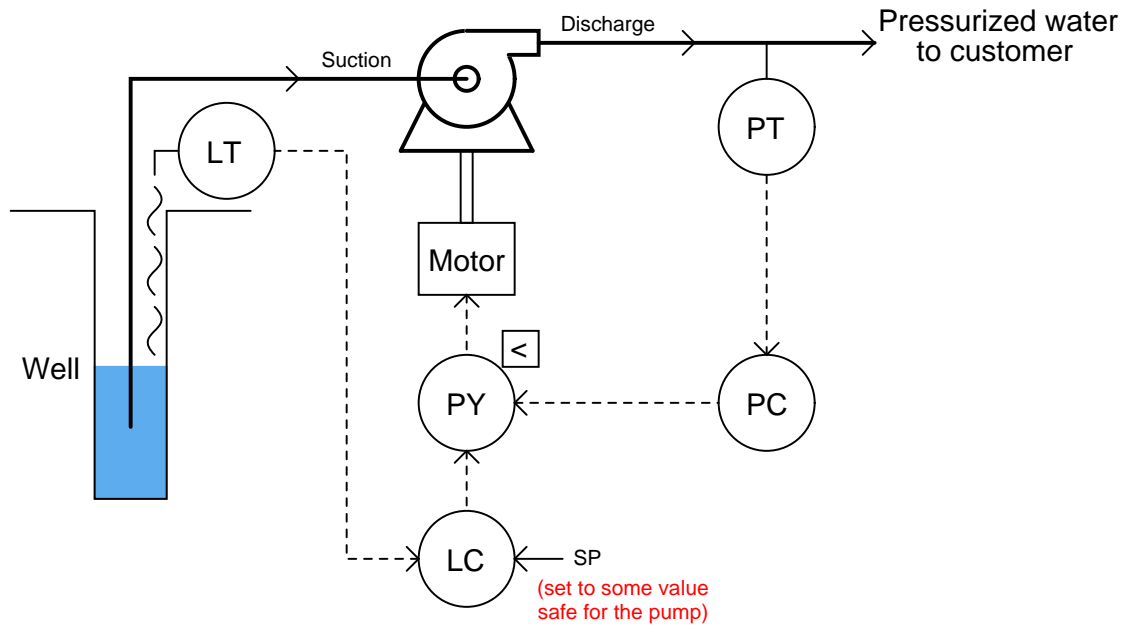 Pressurized water
to customer
Discharge
Suction
LT
PT
Motor
<
Well
PY
PC
LC
SP
(set to some value
safe for the pump)